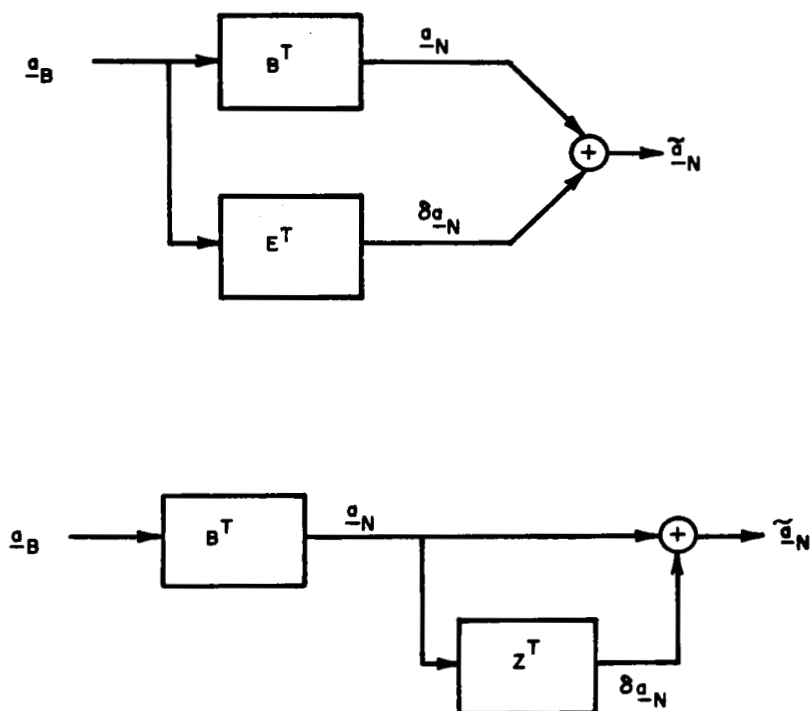 a_B
B^T
a_N
+
ã_N
E^T
δa_N
a_B
B^T
a_N
+
ã_N
Z^T
δa_N